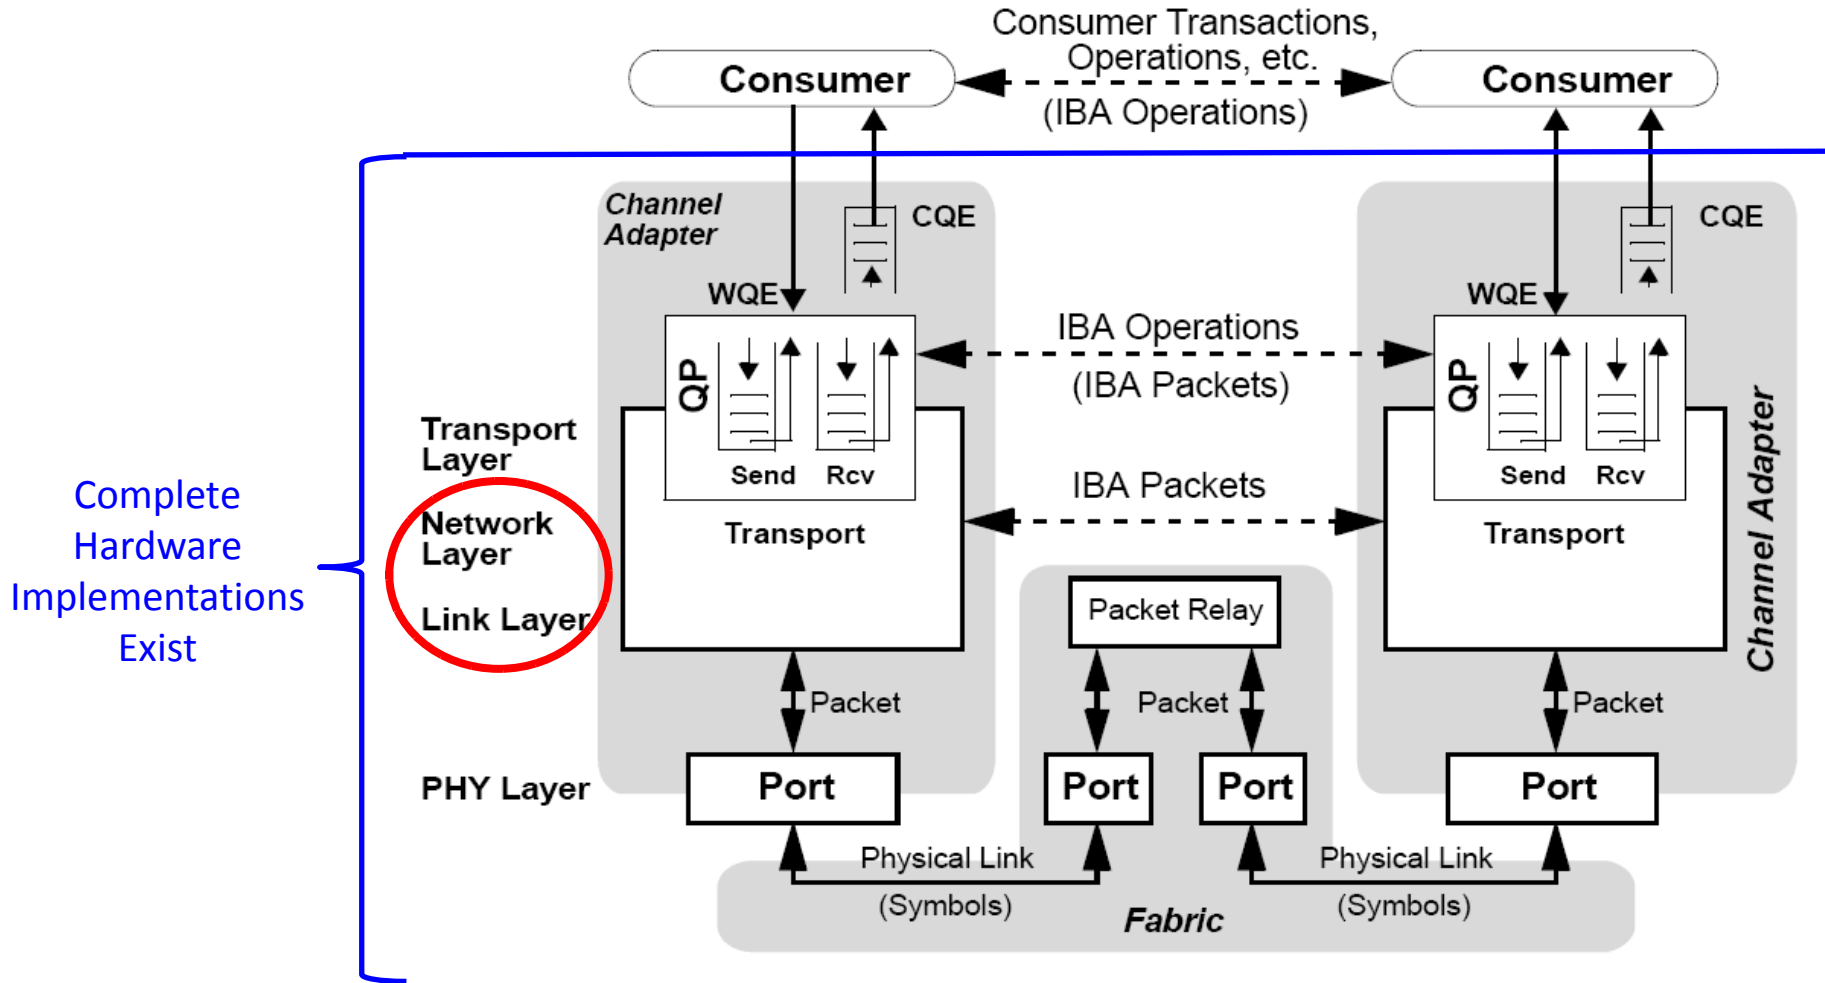 Consumer Transactions,
Operations, etc.
Consumer
Consumer
(IBA Operations)
Channel
Adapter
CQE
CQE
WQE
WQE
IBA Operations
(IBA Packets)
QP
QP
Send
Rcv
Send
Rcv
Transport
Layer
IBA Packets
Complete
Hardware
Implementations
Exist
Network
Layer
Transport
Transport
Channel Adapter
Link Layer
Packet Relay
Packet
Packet
Packet
PHY Layer
Port
Port
Port
Port
Physical Link
(Symbols)
Physical Link
(Symbols)
Fabric